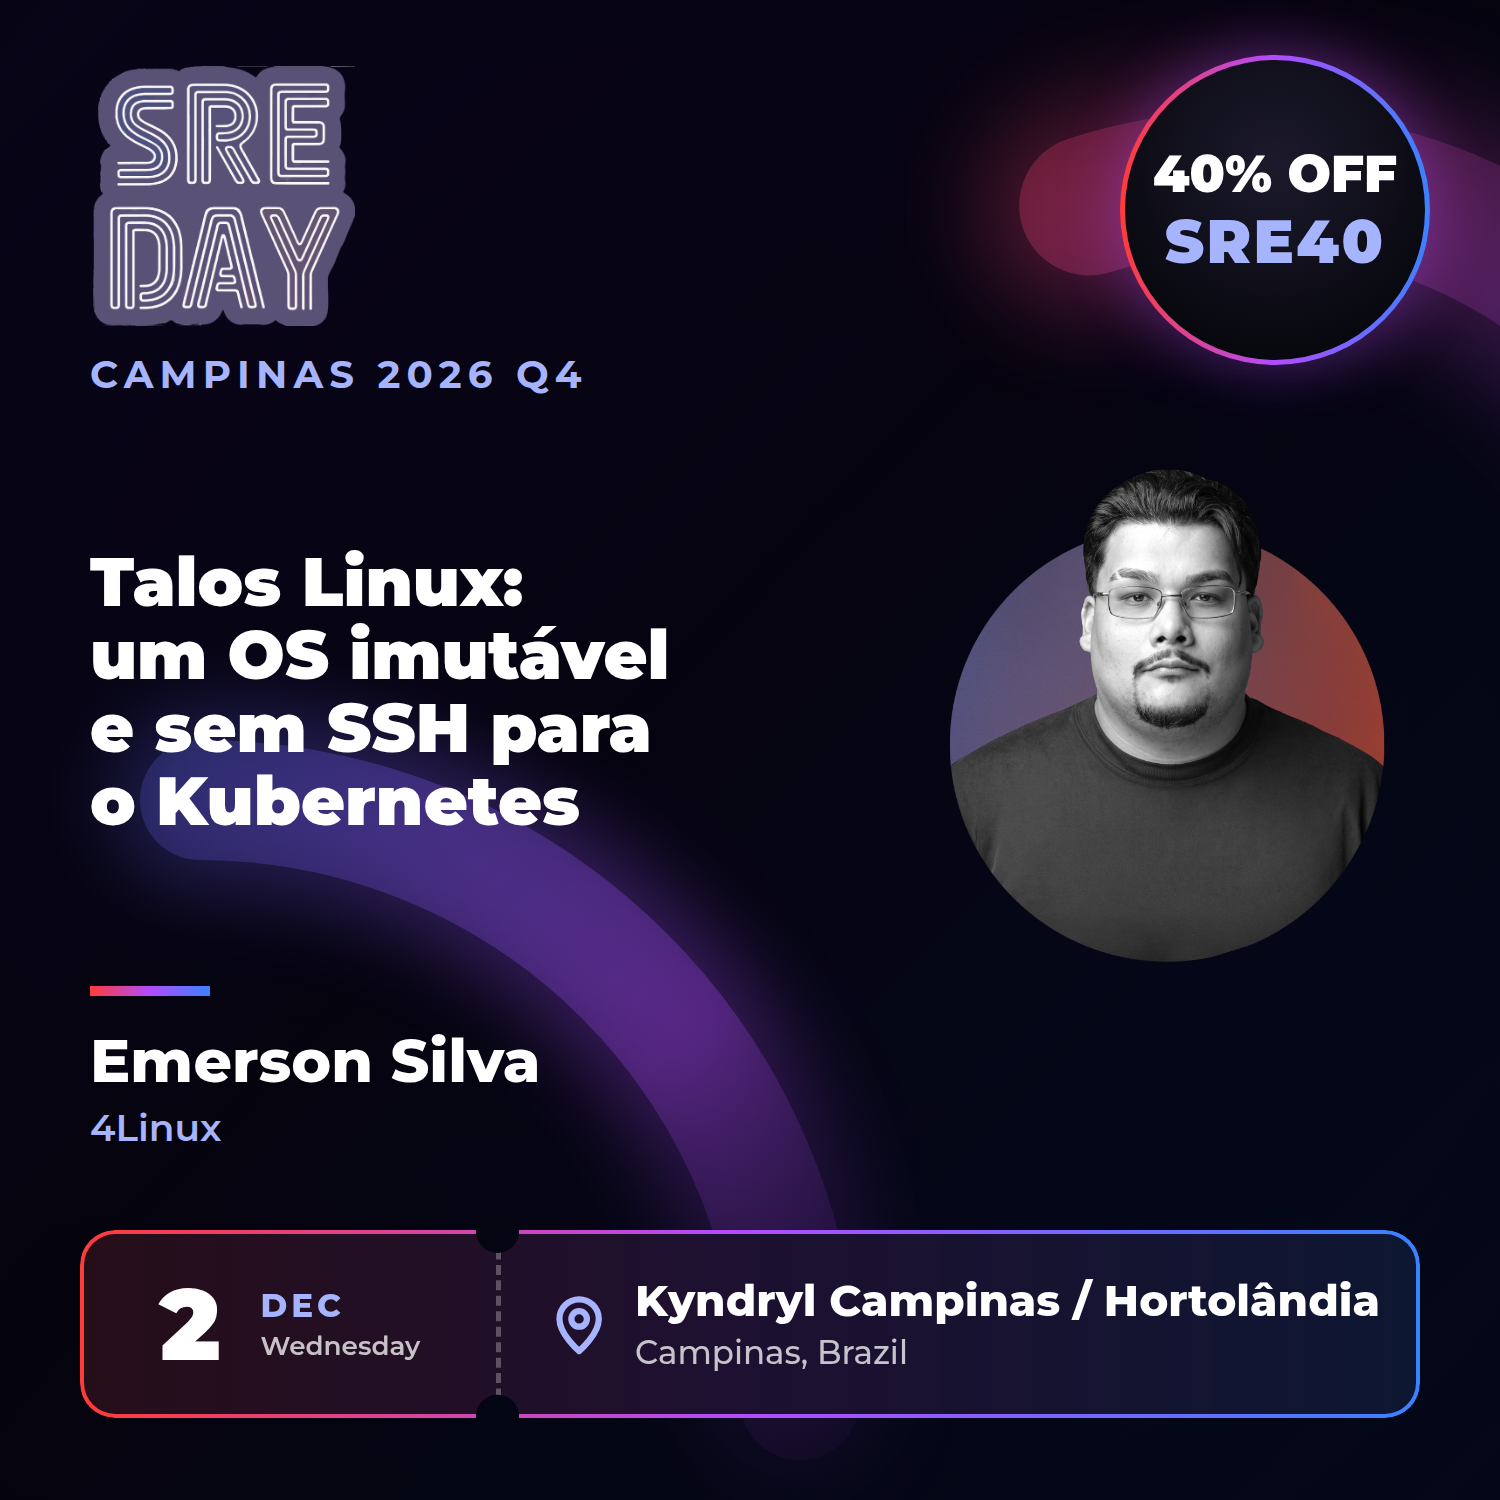 SRE
DAY
CAMPINAS 2026 Q4
40% OFF
SRE40
Talos Linux:
um OS imutável
e sem SSH para
o Kubernetes
Emerson Silva
4Linux
2
DEC
Wednesday
Kyndryl Campinas / Hortolândia
Campinas, Brazil